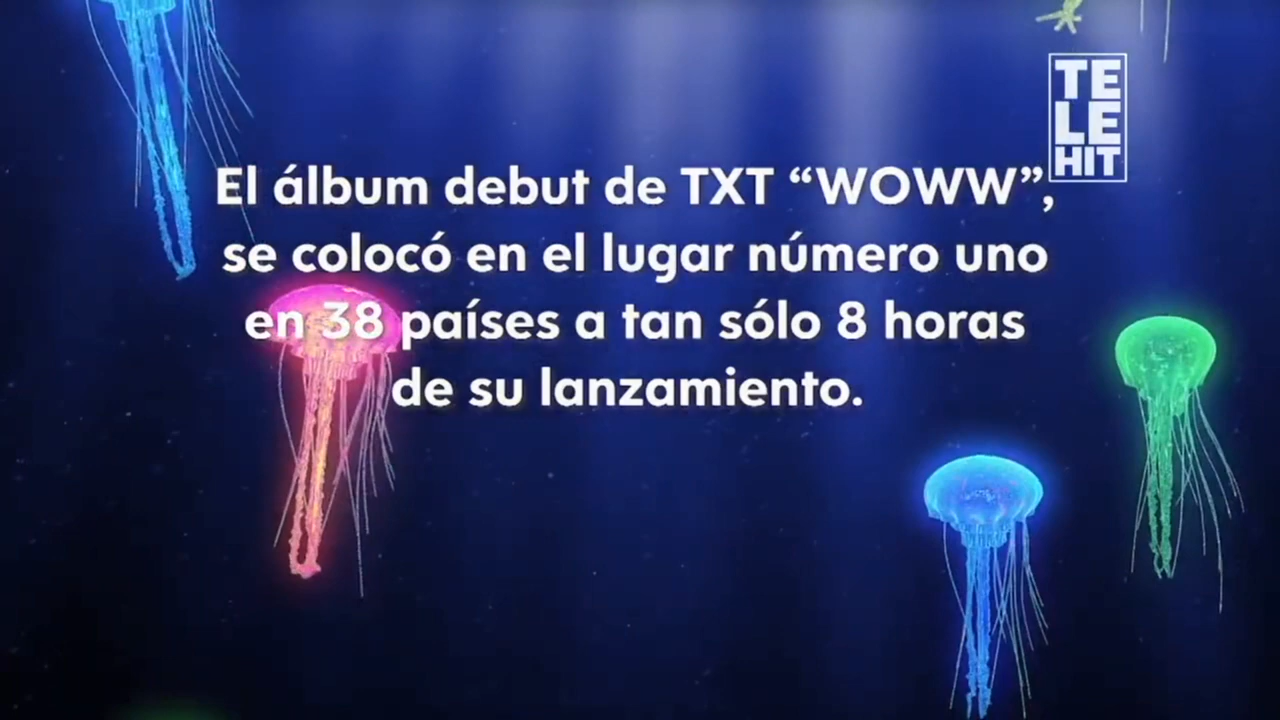 TE
LE
HIT
El álbum debut de TXT “WOWW”,
se colocó en el lugar número uno
en 38 países a tan sólo 8 horas
de su lanzamiento.